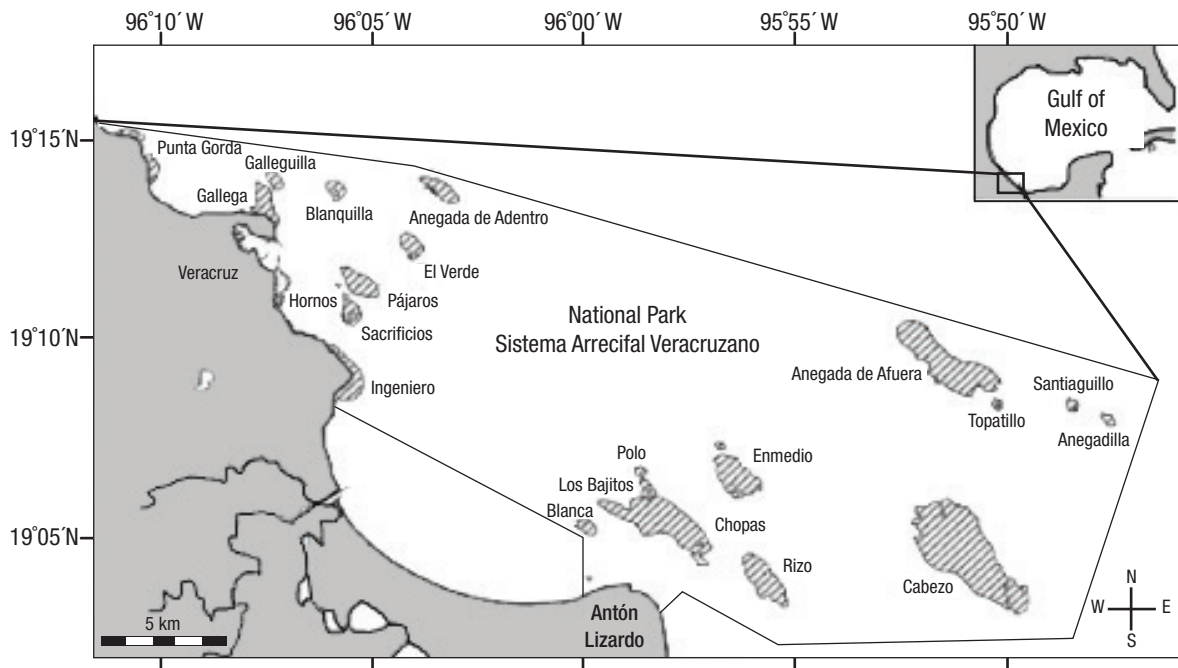 96°10′ W
96°05′ W
96°00′ W
95°55′ W
95°50′ W
Gulf of
Mexico
19°15′N
Punta Gorda
Galleguilla
Gallega
Blanquilla
Anegada de Adentro
El Verde
Veracruz
Hornos
Pájaros
Sacrificios
National Park
Sistema Arrecifal Veracruzano
19°10′N
Ingeniero
Anegada de Afuera
Santiaguillo
Topatillo
Anegadilla
Polo
Enmedio
Los Bajitos
Blanca
Chopas
19°05′N
Rizo
Cabezo
Antón
Lizardo
5 km
N
W
E
S